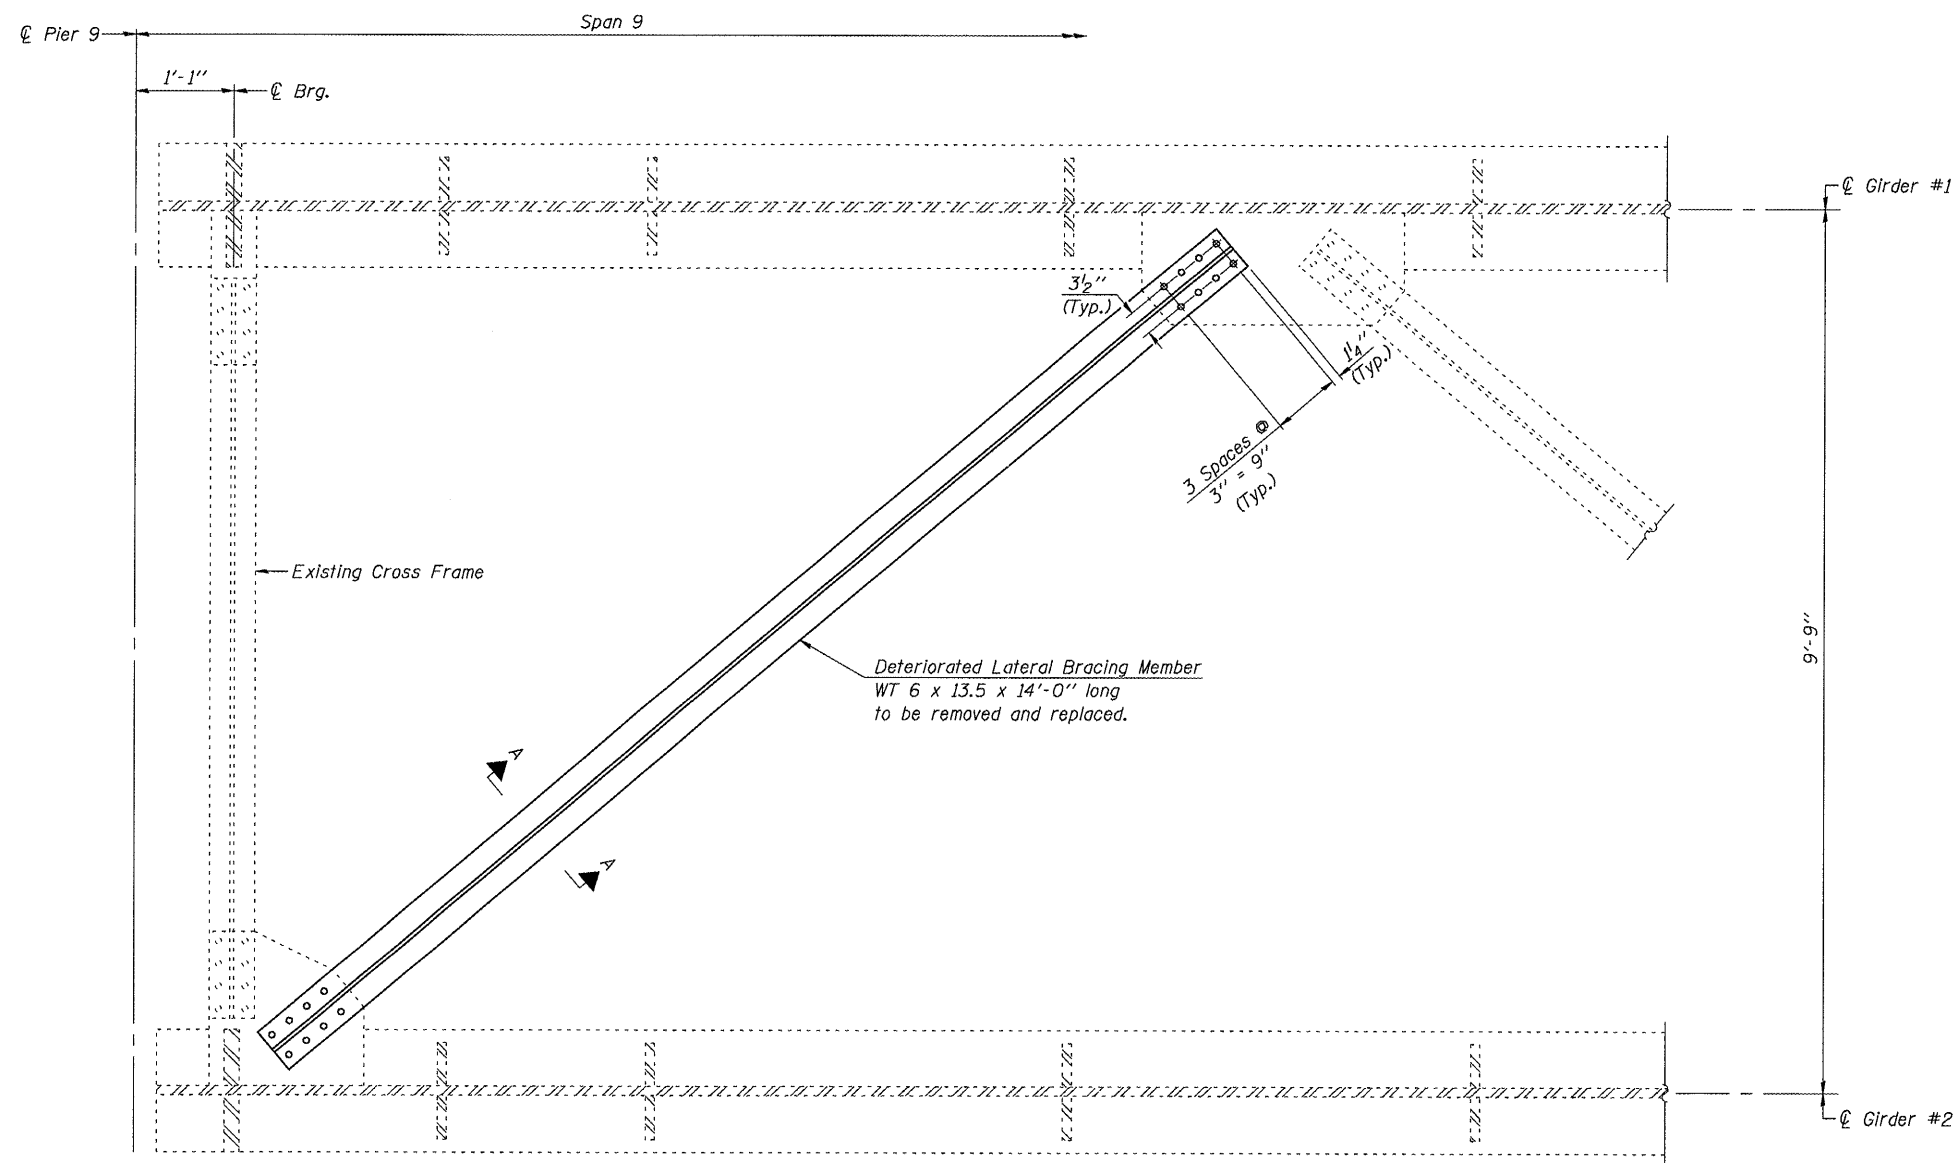 Span 9
℄ Pier 9
1'-1"
℄ Brg.
℄ Girder #1
3½"
(Typ.)
1¼"
(Typ.)
3 Spaces @
3" = 9"
(Typ.)
Existing Cross Frame
9'-9"
Deteriorated Lateral Bracing Member
WT 6 x 13.5 x 14'-0" long
to be removed and replaced.
A
A
℄ Girder #2